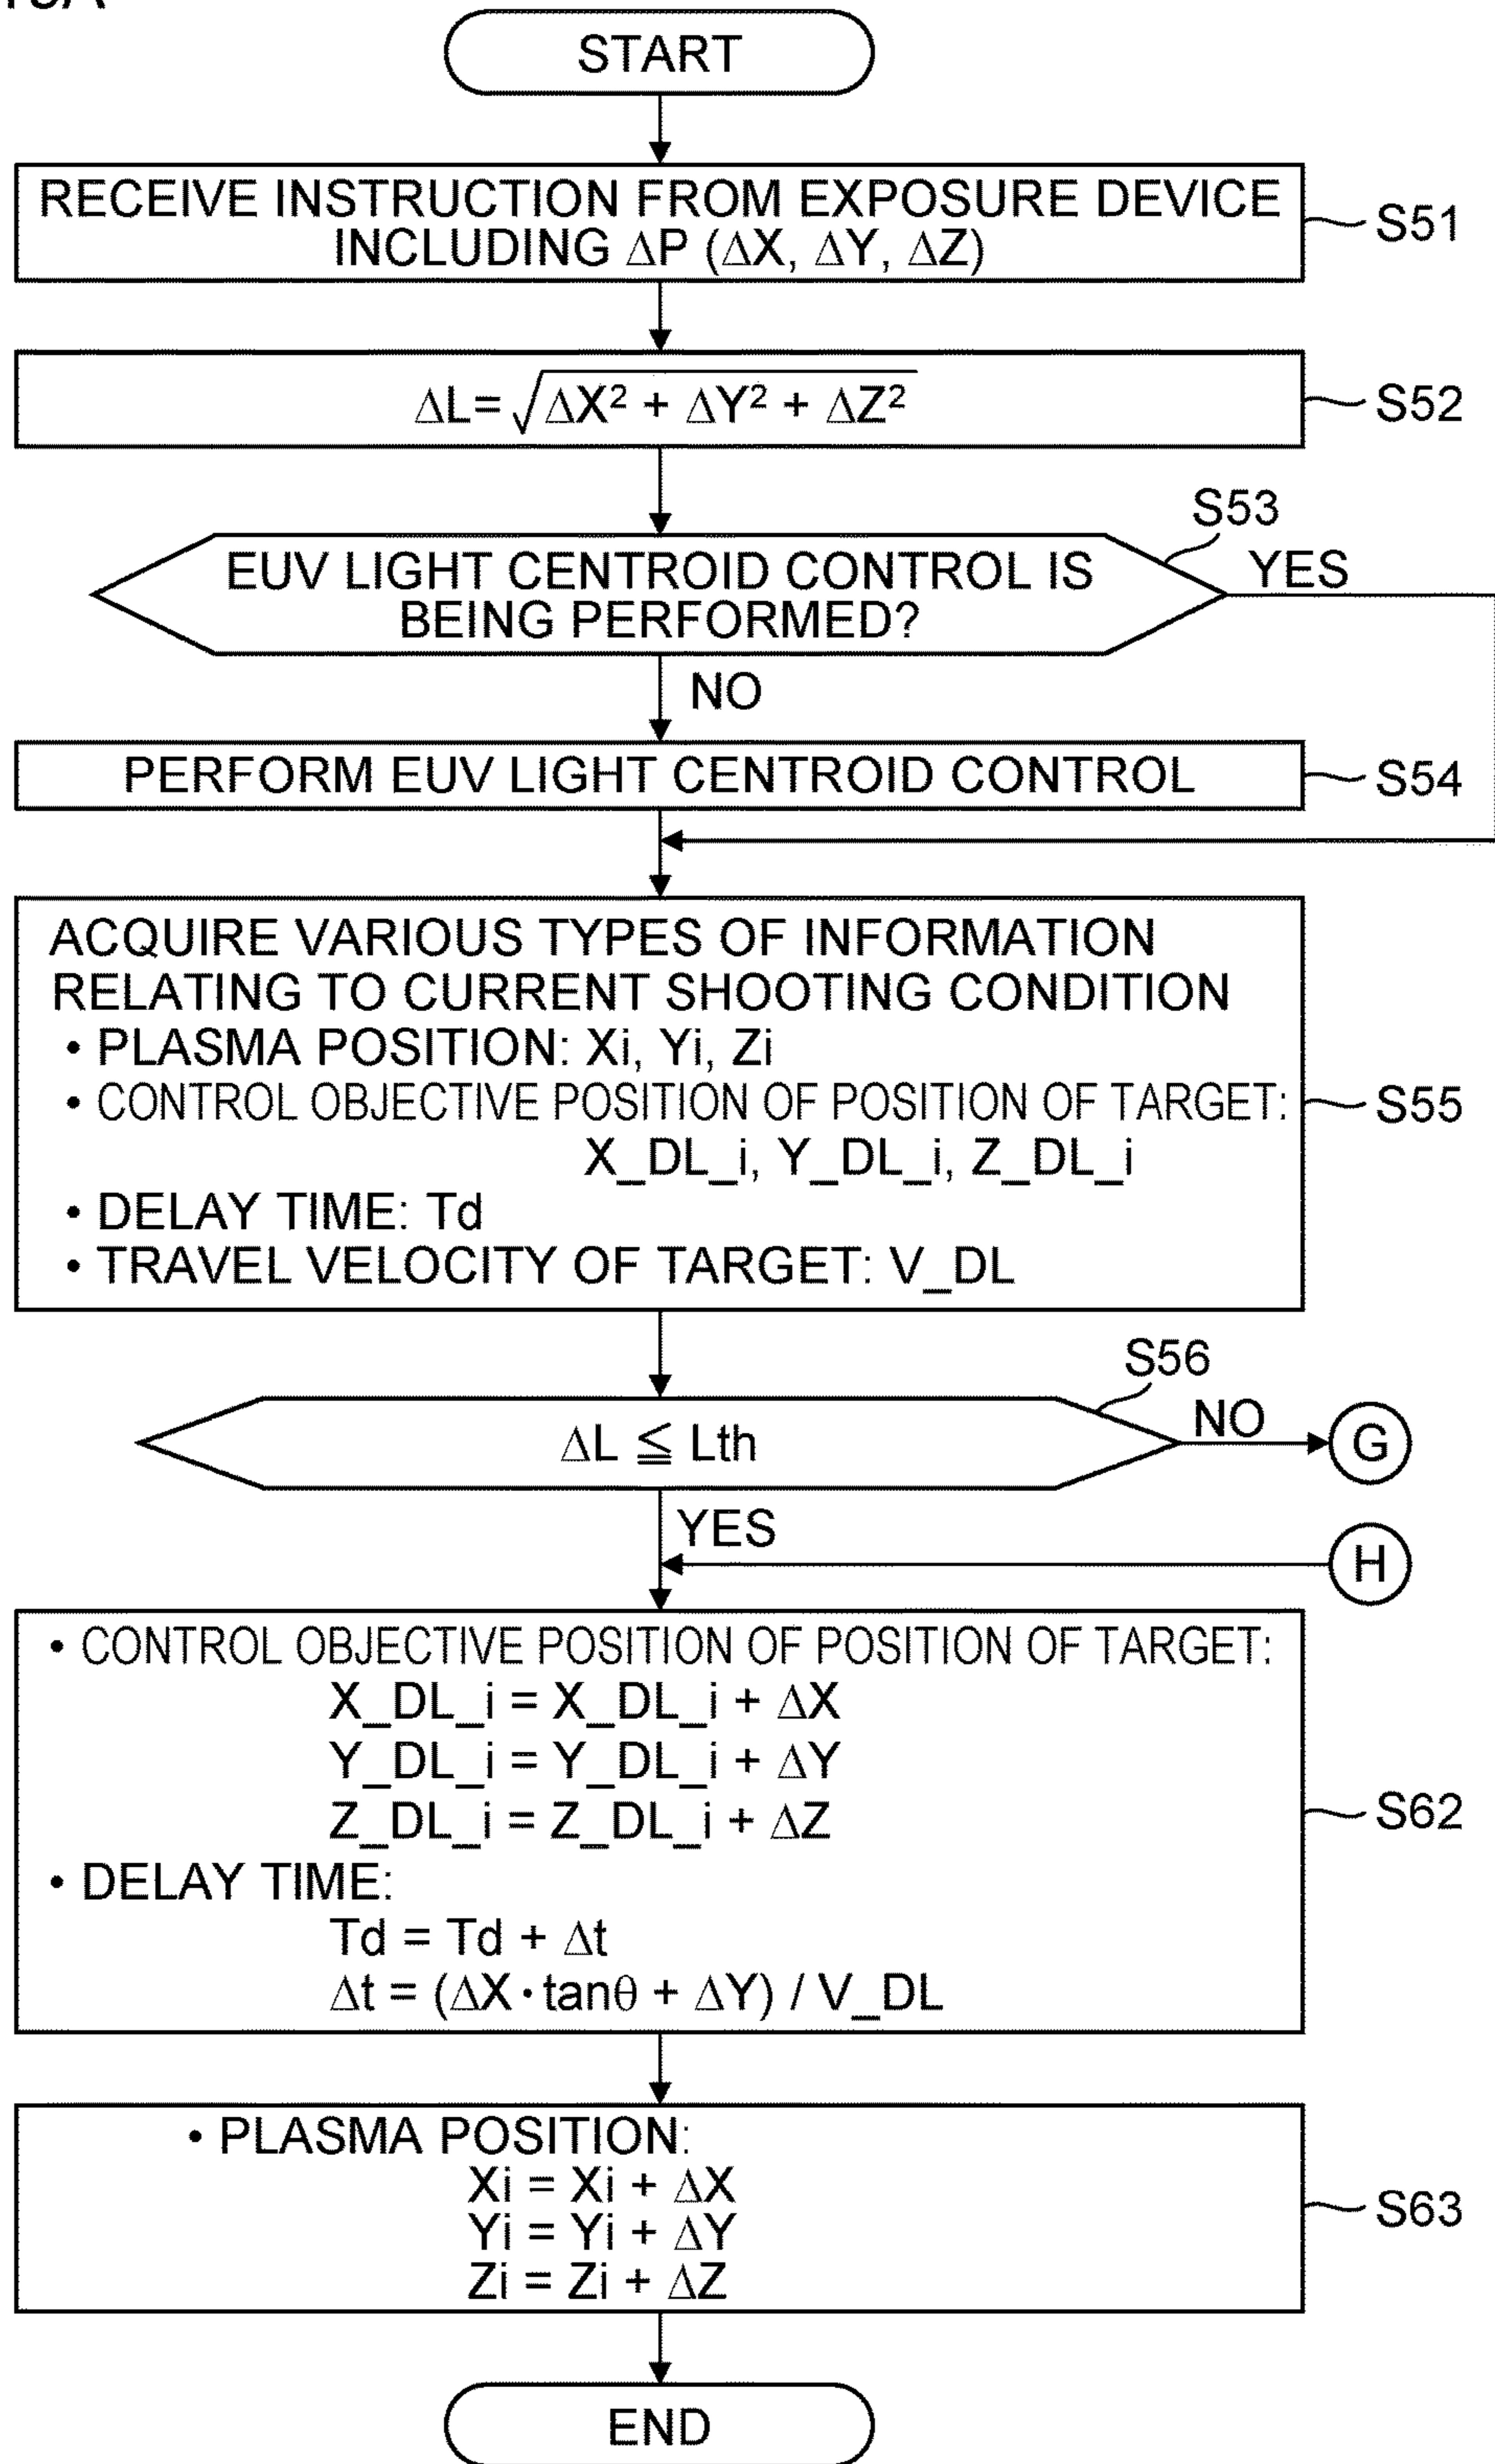 START
RECEIVE INSTRUCTION FROM EXPOSURE DEVICE
INCLUDING ΔP (ΔX, ΔY, ΔZ)
S51
ΔL=√ΔX² + ΔY² + ΔZ²
S52
S53
EUV LIGHT CENTROID CONTROL IS
BEING PERFORMED?
YES
NO
PERFORM EUV LIGHT CENTROID CONTROL
S54
ACQUIRE VARIOUS TYPES OF INFORMATION
RELATING TO CURRENT SHOOTING CONDITION
• PLASMA POSITION: Xi, Yi, Zi
• CONTROL OBJECTIVE POSITION OF POSITION OF TARGET:
X_DL_i, Y_DL_i, Z_DL_i
• DELAY TIME: Td
• TRAVEL VELOCITY OF TARGET: V_DL
S55
S56
ΔL ≦ Lth
NO
G
YES
H
• CONTROL OBJECTIVE POSITION OF POSITION OF TARGET:
X_DL_i = X_DL_i + ΔX
Y_DL_i = Y_DL_i + ΔY
Z_DL_i = Z_DL_i + ΔZ
• DELAY TIME:
Td = Td + Δt
Δt = (ΔX・tanθ + ΔY) / V_DL
S62
• PLASMA POSITION:
Xi = Xi + ΔX
Yi = Yi + ΔY
Zi = Zi + ΔZ
S63
END